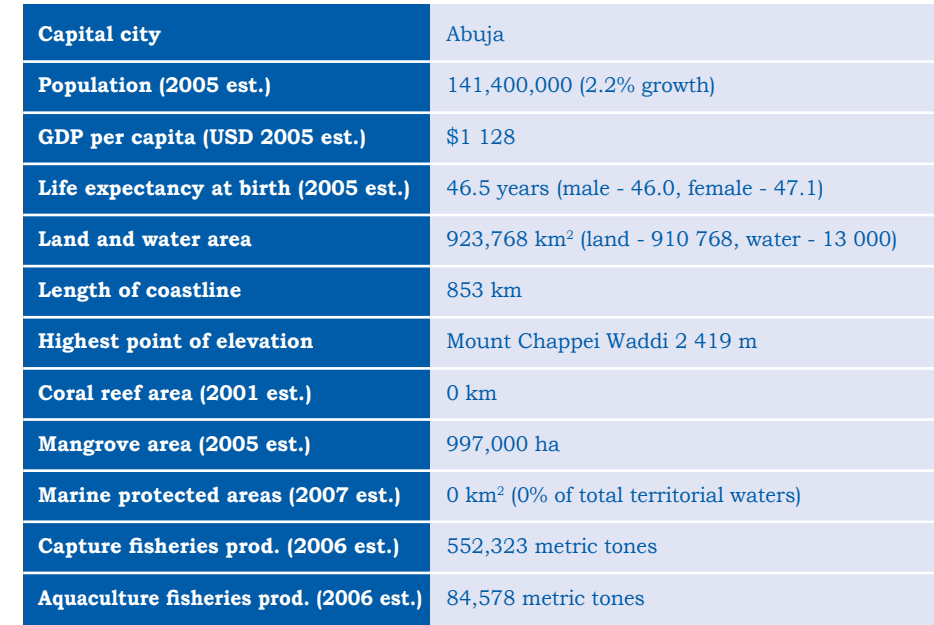 Capital city Abuja
Population (2005 est.) 141,400,000 (2.2% growth)
GDP per capita (USD 2005 est.) $1 128
Life expectancy at birth (2005 est.) 46.5 years (male - 46.0, female - 47.1)
Land and water area 923,768 km² (land - 910 768, water - 13 000)
Length of coastline 853 km
Highest point of elevation Mount Chappei Waddi 2 419 m
Coral reef area (2001 est.) 0 km
Mangrove area (2005 est.) 997,000 ha
Marine protected areas (2007 est.) 0 km² (0% of total territorial waters)
Capture fisheries prod. (2006 est.) 552,323 metric tones
Aquaculture fisheries prod. (2006 est.) 84,578 metric tones